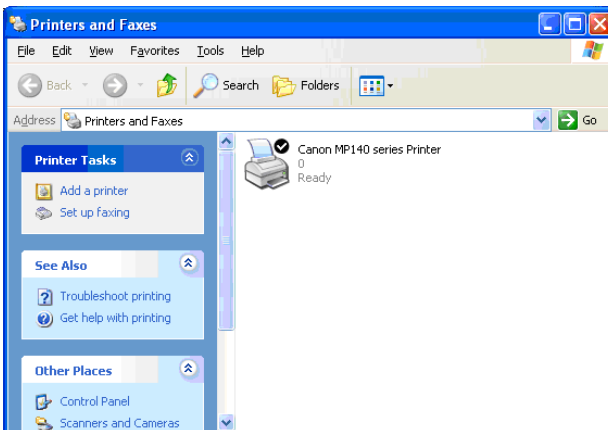 Printers and Faxes
File Edit View Favorites Tools Help
Back Search Folders
Address Printers and Faxes Go
Printer Tasks
Add a printer
Set up faxing
See Also
Troubleshoot printing
Get help with printing
Other Places
Control Panel
Scanners and Cameras
Canon MP140 series Printer
0
Ready